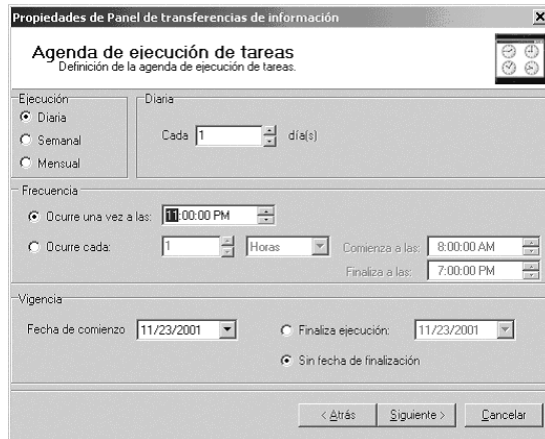 Propiedades de Panel de transferencias de información
Agenda de ejecución de tareas
Definición de la agenda de ejecución de tareas.
Ejecución
Diaria
Semanal
Mensual
Diaria
Cada 1 día(s)
Frecuencia
Ocurre una vez a las: 11:00:00 PM
Ocurre cada: 1 Horas Comienza a las: 8:00:00 AM
Finaliza a las: 7:00:00 PM
Vigencia
Fecha de comienzo 11/23/2001 Finaliza ejecución: 11/23/2001
Sin fecha de finalización
< Atrás Siguiente > Cancelar